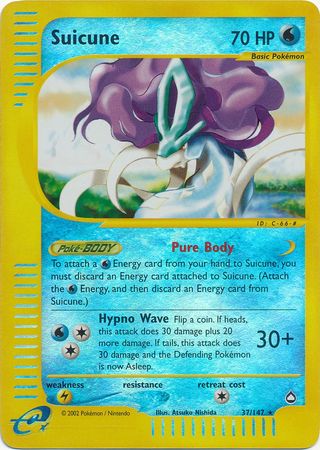 Suicune 70 HP
Basic Pokémon
ID: C-66-#
Poké-BODY Pure Body
To attach a Energy card from your hand to Suicune, you
must discard an Energy card attached to Suicune. (Attach
the Energy, and then discard an Energy card from
Suicune.)
Hypno Wave Flip a coin. If heads,
this attack does 30 damage plus 20
more damage. If tails, this attack does
30 damage and the Defending Pokémon
is now Asleep.
30+
weakness resistance retreat cost
© 2002 Pokémon / Nintendo Illus. Atsuko Nishida 37/147 ★
e